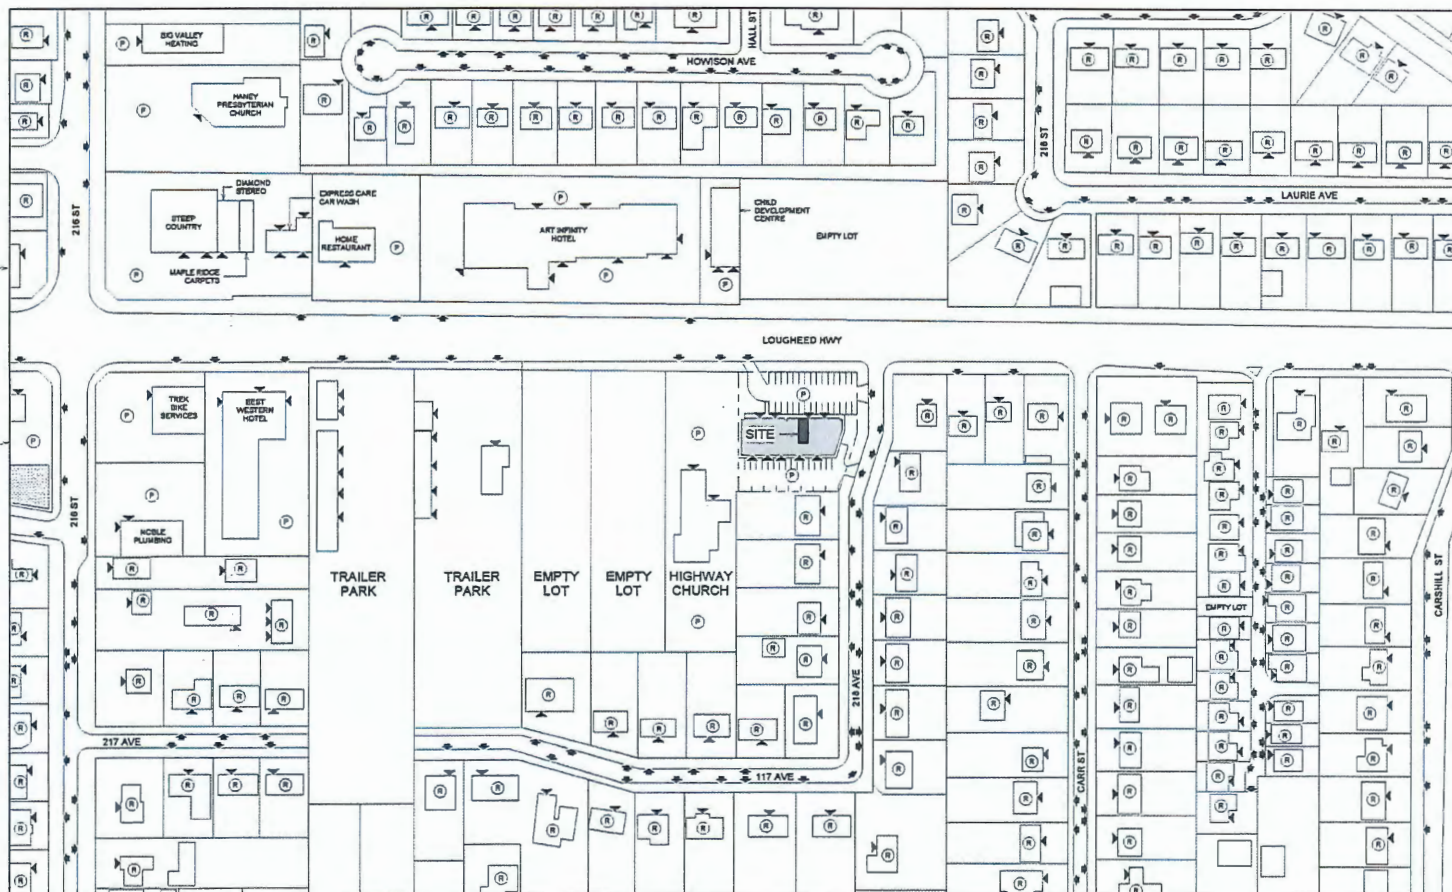 BIG VALLEY
HEATING
HALL ST
HOWISON AVE
HANEY
PRESBYTERIAN
CHURCH
218 ST
DIAMOND
STEREO
EXPRESS CARE
CAR WASH
CHILD
DEVELOPMENT
CENTRE
LAURIE AVE
216 ST
STEEP
COUNTRY
HOME
RESTAURANT
ART INFINITY
HOTEL
EMPTY LOT
MAPLE RIDGE
CARPETS
LOUGHEED HWY
TREK
BIKE
SERVICES
BEST
WESTERN
HOTEL
SITE
216 ST
NOBLE
PLUMBING
TRAILER
PARK
TRAILER
PARK
EMPTY
LOT
EMPTY
LOT
HIGHWAY
CHURCH
EMPTY LOT
CARSHILL ST
218 AVE
217 AVE
117 AVE
CARR ST